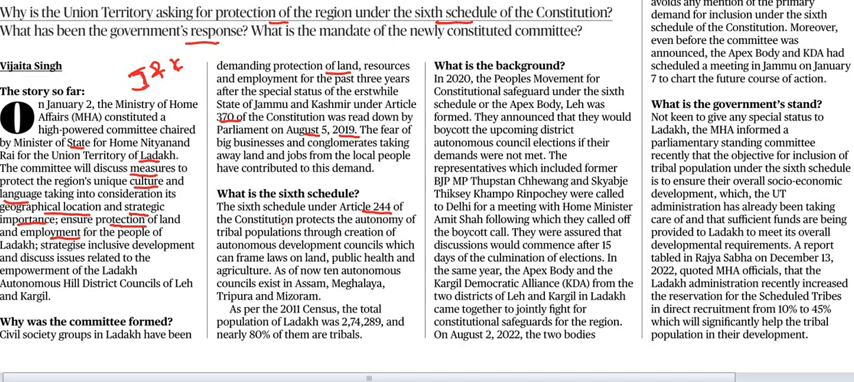 Why is the Union Territory asking for protection of the region under the sixth schedule of the Constitution?
What has been the government's response? What is the mandate of the newly constituted committee?
Vijaita Singh
J & K
The story so far:
On January 2, the Ministry of Home
Affairs (MHA) constituted a
high-powered committee chaired
by Minister of State for Home Nityanand
Rai for the Union Territory of Ladakh.
The committee will discuss measures to
protect the region's unique culture and
language taking into consideration its
geographical location and strategic
importance; ensure protection of land
and employment for the people of
Ladakh; strategise inclusive development
and discuss issues related to the
empowerment of the Ladakh
Autonomous Hill District Councils of Leh
and Kargil.
Why was the committee formed?
Civil society groups in Ladakh have been
demanding protection of land, resources
and employment for the past three years
after the special status of the erstwhile
State of Jammu and Kashmir under Article
370 of the Constitution was read down by
Parliament on August 5, 2019. The fear of
big businesses and conglomerates taking
away land and jobs from the local people
have contributed to this demand.
What is the sixth schedule?
The sixth schedule under Article 244 of
the Constitution protects the autonomy of
tribal populations through creation of
autonomous development councils which
can frame laws on land, public health and
agriculture. As of now ten autonomous
councils exist in Assam, Meghalaya,
Tripura and Mizoram.
As per the 2011 Census, the total
population of Ladakh was 2,74,289, and
nearly 80% of them are tribals.
What is the background?
In 2020, the Peoples Movement for
Constitutional safeguard under the sixth
schedule or the Apex Body, Leh was
formed. They announced that they would
boycott the upcoming district
autonomous council elections if their
demands were not met. The
representatives which included former
BJP MP Thupstan Chhewang and Skyabje
Thiksey Khampo Rinpochey were called
to Delhi for a meeting with Home Minister
Amit Shah following which they called off
the boycott call. They were assured that
discussions would commence after 15
days of the culmination of elections. In
the same year, the Apex Body and the
Kargil Democratic Alliance (KDA) from the
two districts of Leh and Kargil in Ladakh
came together to jointly fight for
constitutional safeguards for the region.
On August 2, 2022, the two bodies
avoids any mention of the primary
demand for inclusion under the sixth
schedule of the Constitution. Moreover,
even before the committee was
announced, the Apex Body and KDA had
scheduled a meeting in Jammu on January
7 to chart the future course of action.
What is the government's stand?
Not keen to give any special status to
Ladakh, the MHA informed a
parliamentary standing committee
recently that the objective for inclusion of
tribal population under the sixth schedule
is to ensure their overall socio-economic
development, which, the UT
administration has already been taking
care of and that sufficient funds are being
provided to Ladakh to meet its overall
developmental requirements. A report
tabled in Rajya Sabha on December 13,
2022, quoted MHA officials, that the
Ladakh administration recently increased
the reservation for the Scheduled Tribes
in direct recruitment from 10% to 45%
which will significantly help the tribal
population in their development.